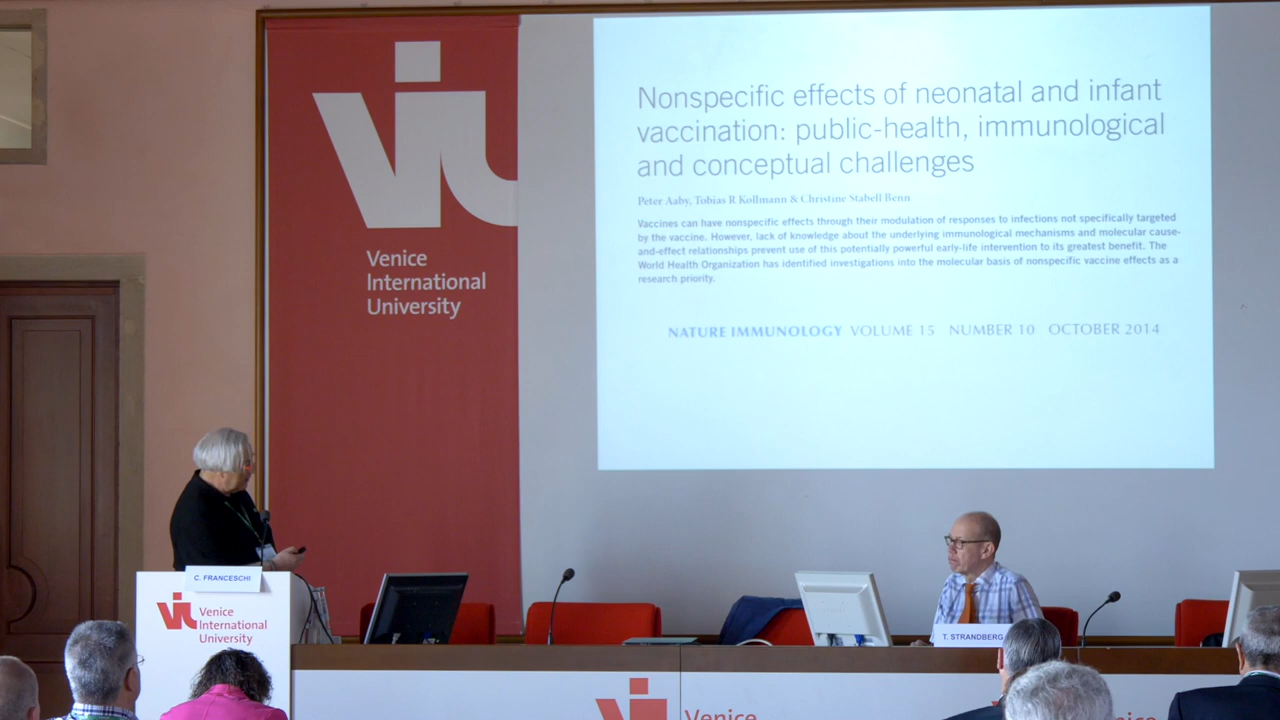 Nonspecific effects of neonatal and infant
vaccination: public-health, immunological
and conceptual challenges
Peter Aaby, Tobias R Kollmann & Christine Stabell Benn
Vaccines can have nonspecific effects through their modulation of responses to infections not specifically targeted
by the vaccine. However, lack of knowledge about the underlying immunological mechanisms and molecular cause-
and-effect relationships prevent use of this potentially powerful early-life intervention to its greatest benefit. The
World Health Organization has identified investigations into the molecular basis of nonspecific vaccine effects as a
research priority.
NATURE IMMUNOLOGY VOLUME 15 NUMBER 10 OCTOBER 2014
viu
Venice
International
University
C. FRANCESCHI
viu
Venice
International
University
T. STRANDBERG
Venice
Venice